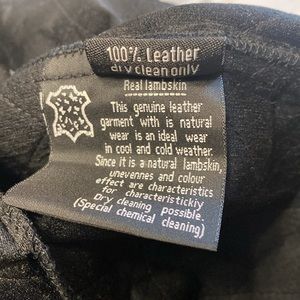 100% Leather
dry clean only
Real lambskin
This genuine leather
garment with is natural
wear is an ideal wear
in cool and cold weather.
Since it is a natural lambskin,
unevennes and colour
effect are characteristics
for characteristickly
Dry cleaning possible.
(Special chemical cleaning)